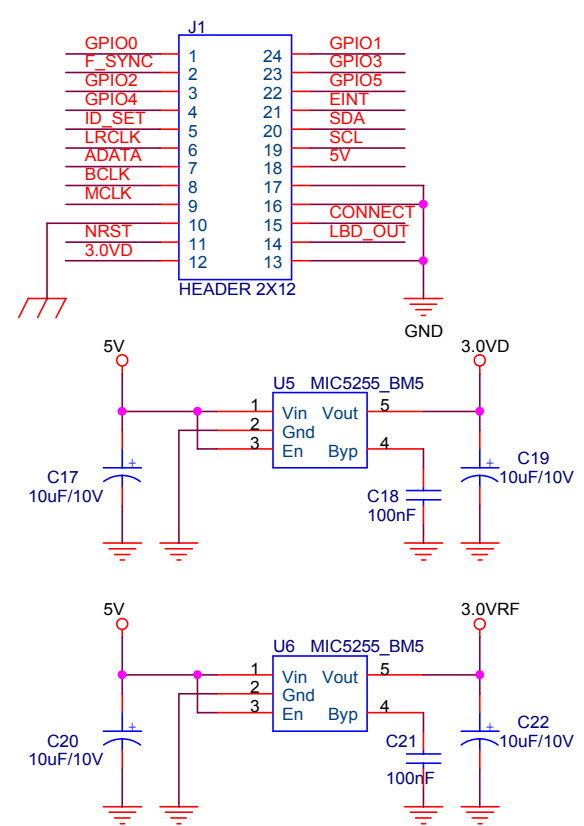 J1
GPIO0 1 24 GPIO1
F_SYNC 2 23 GPIO3
GPIO2 3 22 GPIO5
GPIO4 4 21 EINT
ID_SET 5 20 SDA
LRCLK 6 19 SCL
ADATA 7 18 5V
BCLK 8 17
MCLK 9 16
10 15 CONNECT
NRST 11 14 LBD_OUT
3.0VD 12 13
HEADER 2X12
GND
5V 3.0VD
U5 MIC5255_BM5
1 Vin Vout 5
2 Gnd
3 En Byp 4
C17
10uF/10V
C18
100nF
C19
10uF/10V
5V 3.0VRF
U6 MIC5255_BM5
1 Vin Vout 5
2 Gnd
3 En Byp 4
C20
10uF/10V
C21
100nF
C22
10uF/10V